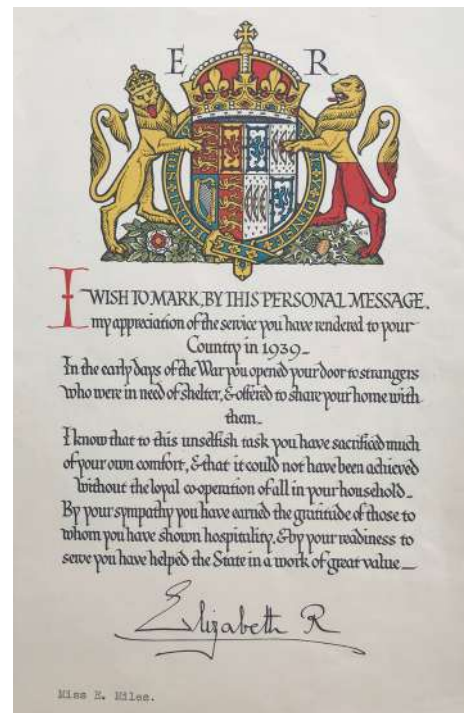 E R
I WISH TO MARK, BY THIS PERSONAL MESSAGE,
my appreciation of the service you have rendered to your
Country in 1939_
In the early days of the War you opened your door to strangers
who were in need of shelter, & offered to share your home with
them_
I know that to this unselfish task you have sacrificed much
of your own comfort, & that it could not have been achieved
without the loyal co-operation of all in your household_
By your sympathy you have earned the gratitude of those to
whom you have shown hospitality, & by your readiness to
serve you have helped the State in a work of great value_
Elizabeth R
Miss E. Miles.